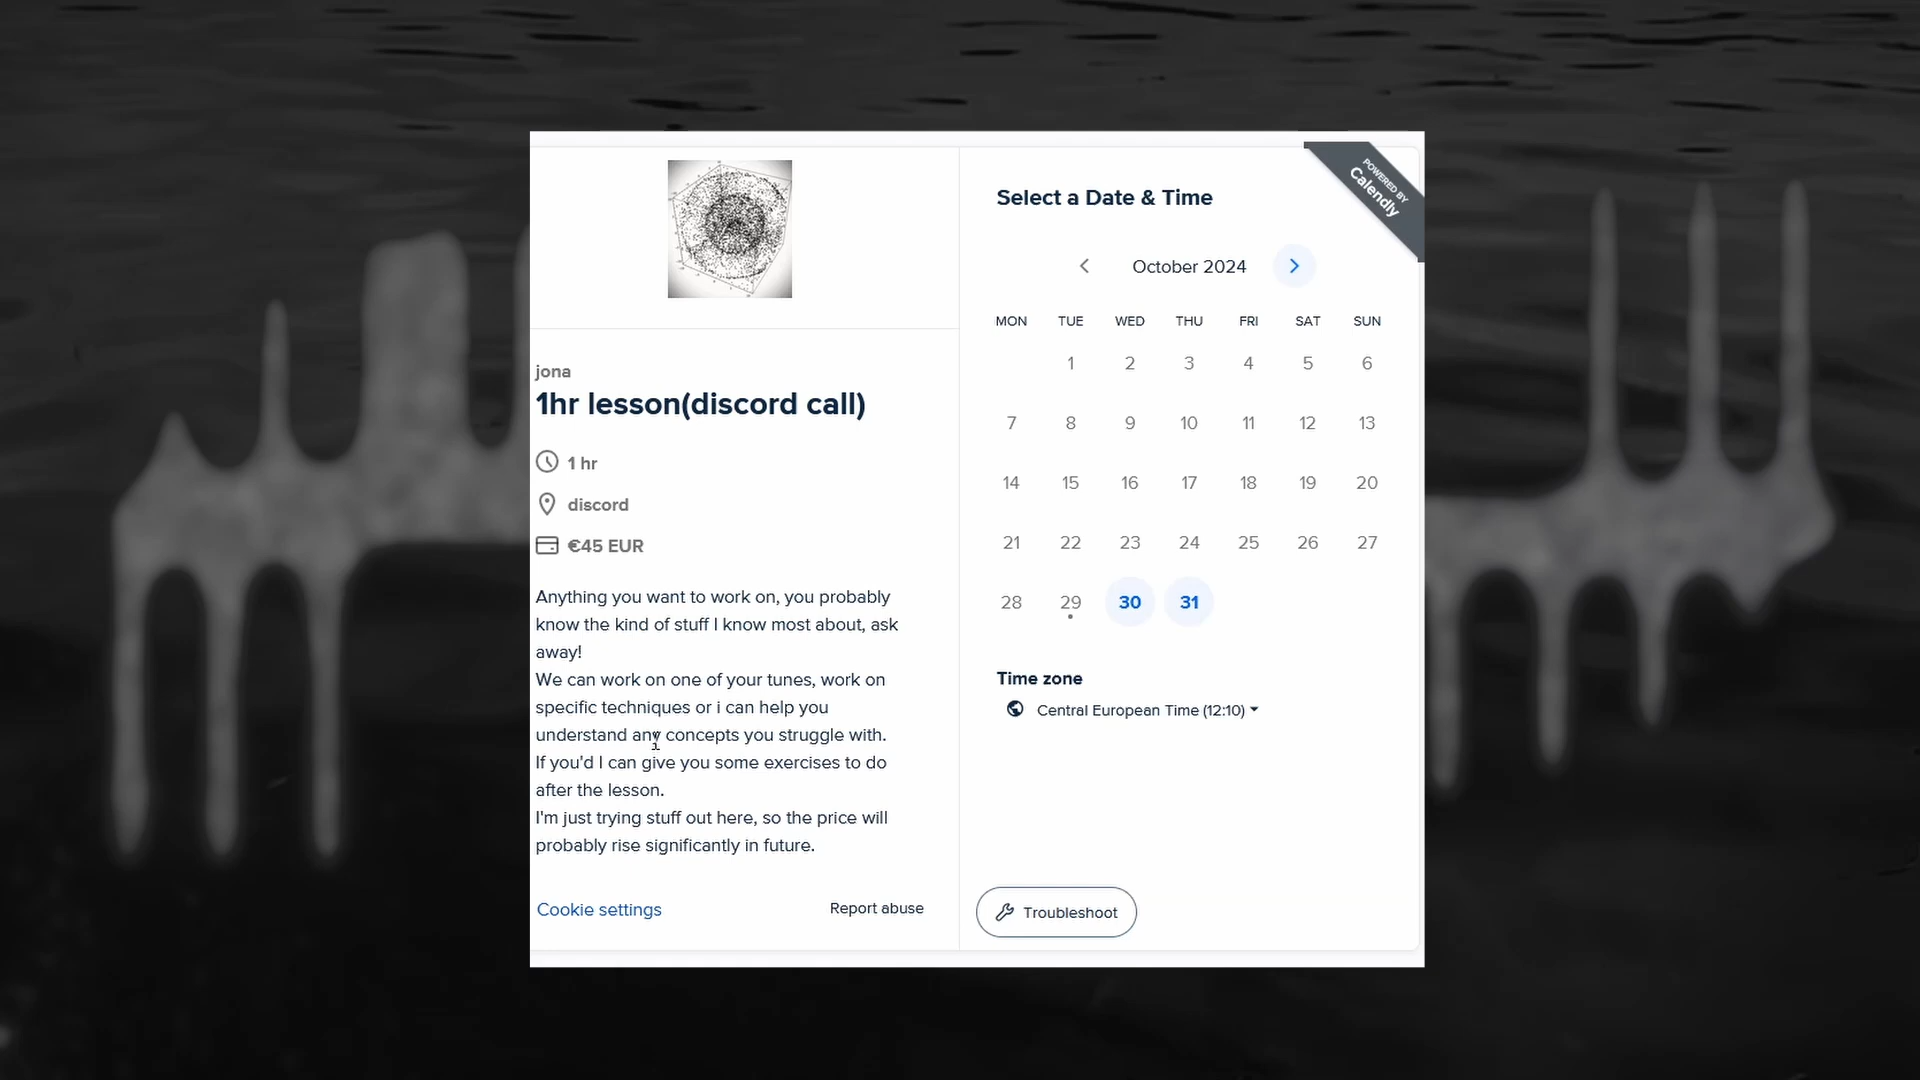 POWERED BY
Calendly
jona
1hr lesson(discord call)
1 hr
discord
€45 EUR
Anything you want to work on, you probably
know the kind of stuff I know most about, ask
away!
We can work on one of your tunes, work on
specific techniques or i can help you
understand any concepts you struggle with.
If you'd I can give you some exercises to do
after the lesson.
I'm just trying stuff out here, so the price will
probably rise significantly in future.
Cookie settings
Report abuse
Select a Date & Time
October 2024
MON TUE WED THU FRI SAT SUN
1 2 3 4 5 6
7 8 9 10 11 12 13
14 15 16 17 18 19 20
21 22 23 24 25 26 27
28 29 30 31
Time zone
Central European Time (12:10)
Troubleshoot